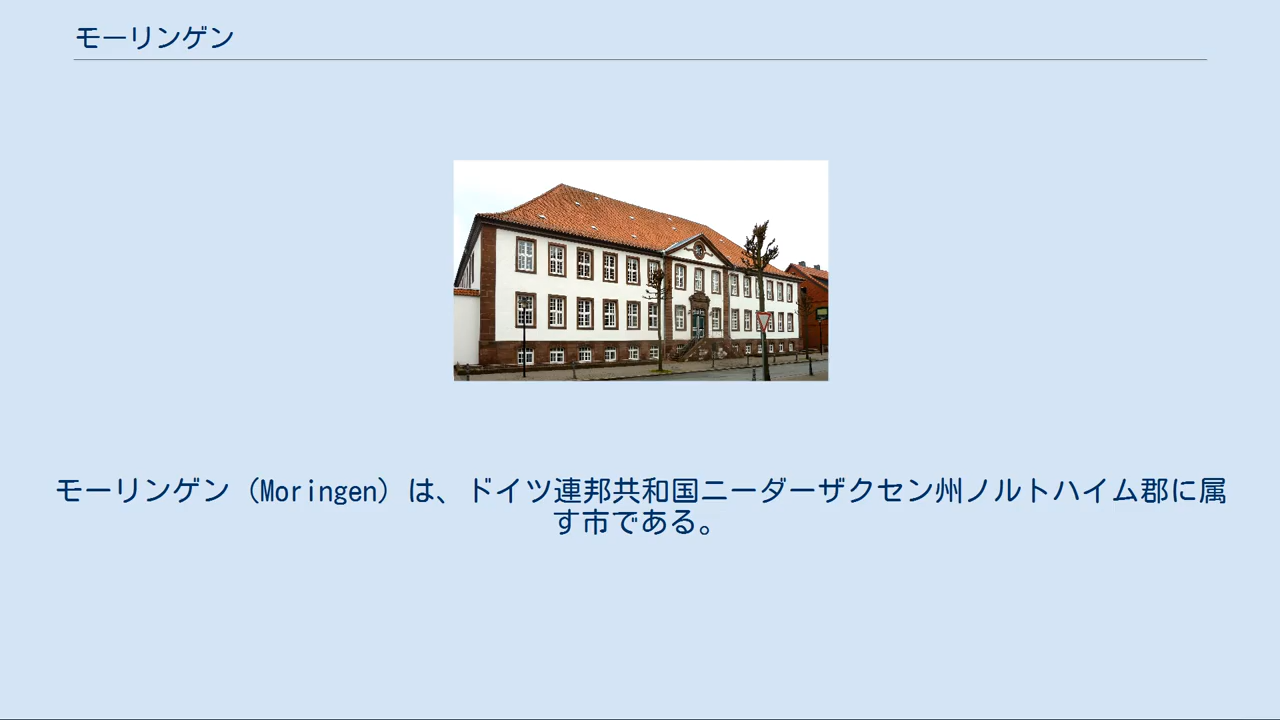 モーリンゲン
モーリンゲン（Moringen）は、ドイツ連邦共和国ニーダーザクセン州ノルトハイム郡に属
す市である。